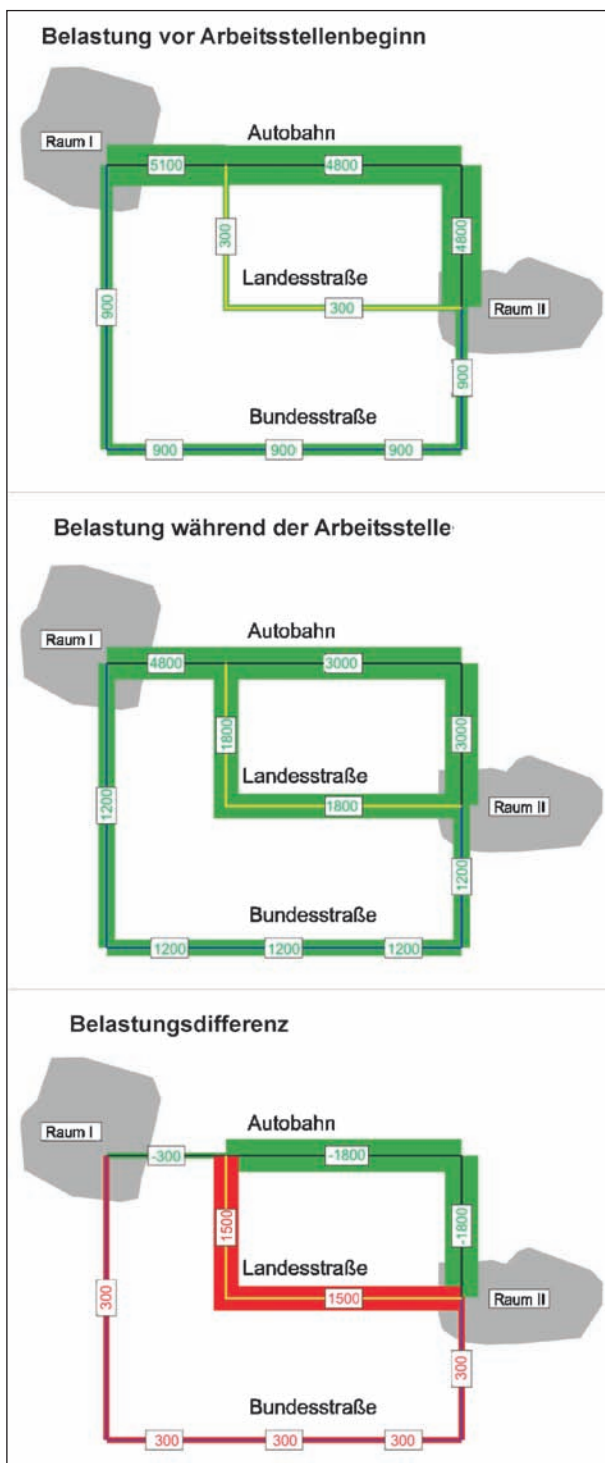 Belastung vor Arbeitsstellenbeginn
Autobahn
Raum I
5100
4800
300
4800
Landesstraße
900
300
Raum II
900
Bundesstraße
900
900
900
Belastung während der Arbeitsstelle
Autobahn
Raum I
4800
3000
1800
3000
Landesstraße
1200
1800
Raum II
1200
Bundesstraße
1200
1200
1200
Belastungsdifferenz
Autobahn
Raum I
-300
-1800
1500
-1800
Landesstraße
300
1500
Raum II
300
Bundesstraße
300
300
300